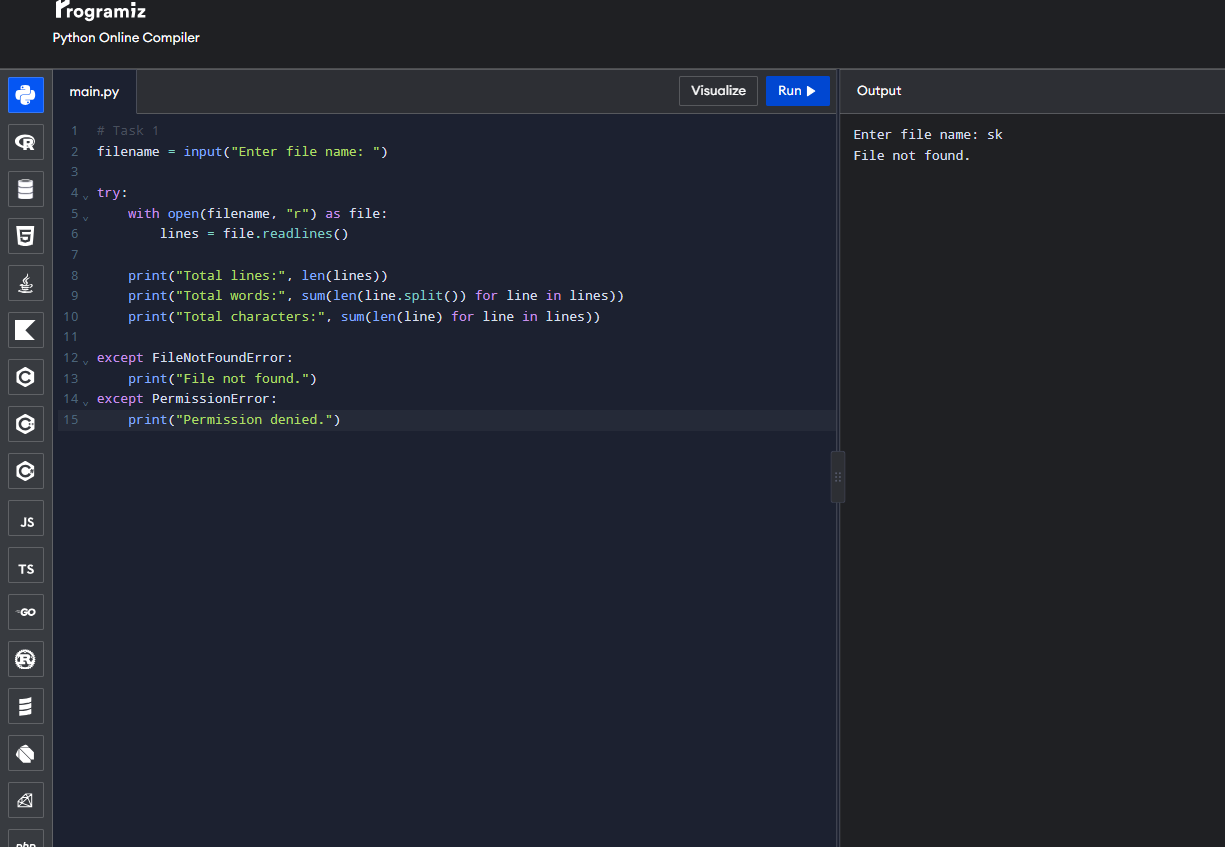 Programiz
Python Online Compiler
main.py
Visualize
Run
Output
1 # Task 1
2 filename = input("Enter file name: ")
3
4 try:
5     with open(filename, "r") as file:
6         lines = file.readlines()
7
8     print("Total lines:", len(lines))
9     print("Total words:", sum(len(line.split()) for line in lines))
10     print("Total characters:", sum(len(line) for line in lines))
11
12 except FileNotFoundError:
13     print("File not found.")
14 except PermissionError:
15     print("Permission denied.")
Enter file name: sk
File not found.
R
5
C
C
C
JS
TS
GO
R
php